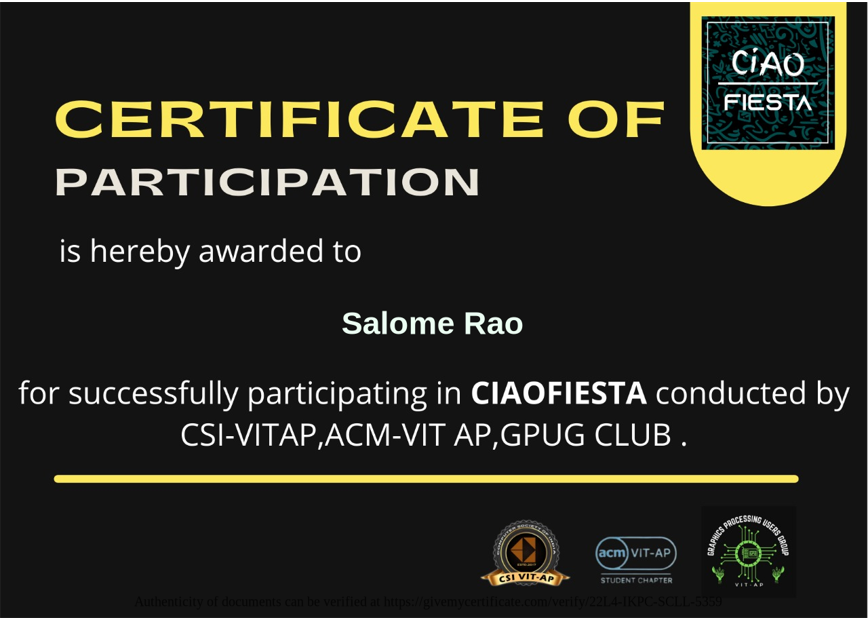 CiAO
FIESTA
CERTIFICATE OF
PARTICIPATION
is hereby awarded to
Salome Rao
for successfully participating in CIAOFIESTA conducted by
CSI-VITAP,ACM-VIT AP,GPUG CLUB .
CSI VIT-AP
acm VIT-AP
STUDENT CHAPTER
GRAPHICS PROCESSING USERS GROUP
VIT-AP
Authenticity of documents can be verified at https://givemycertificate.com/verify/22L4-IKPC-SCLL-5359